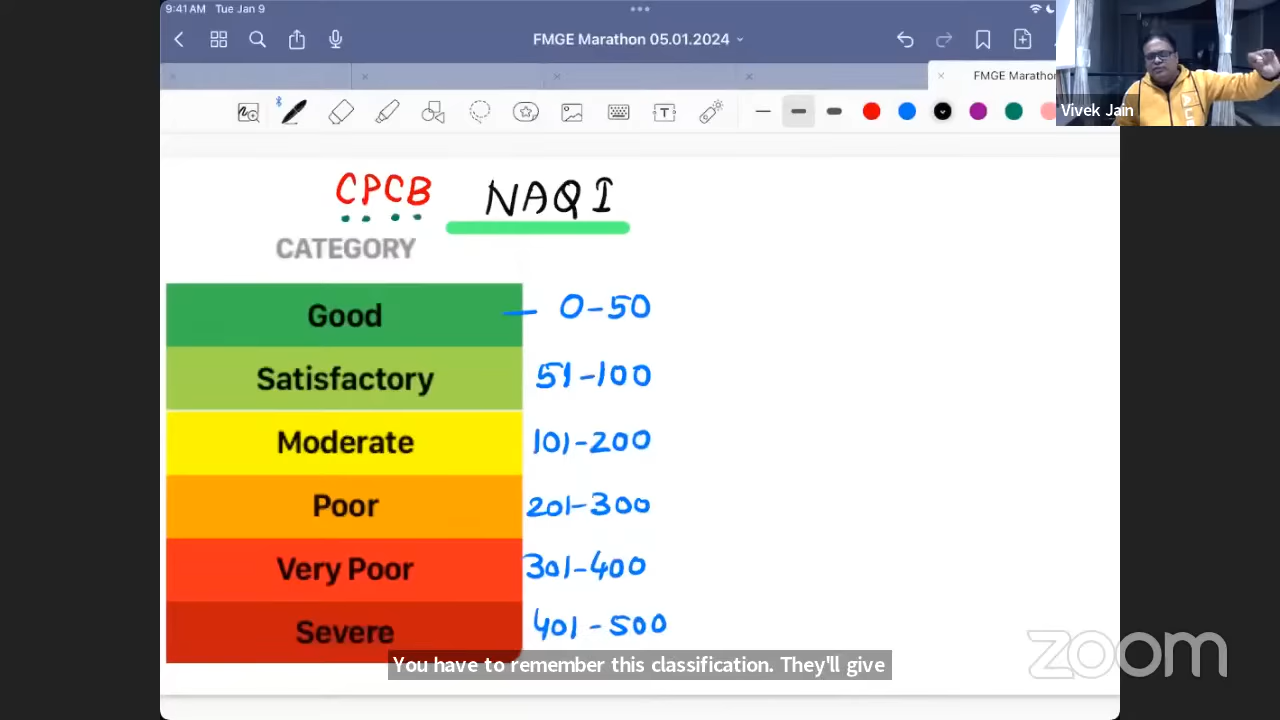 9:41 AM Tue Jan 9
FMGE Marathon 05.01.2024
FMGE Marathon
Vivek Jain
CPCB NAQI
CATEGORY
Good — 0-50
Satisfactory 51-100
Moderate 101-200
Poor 201-300
Very Poor 301-400
Severe 401-500
You have to remember this classification. They'll give
zoom